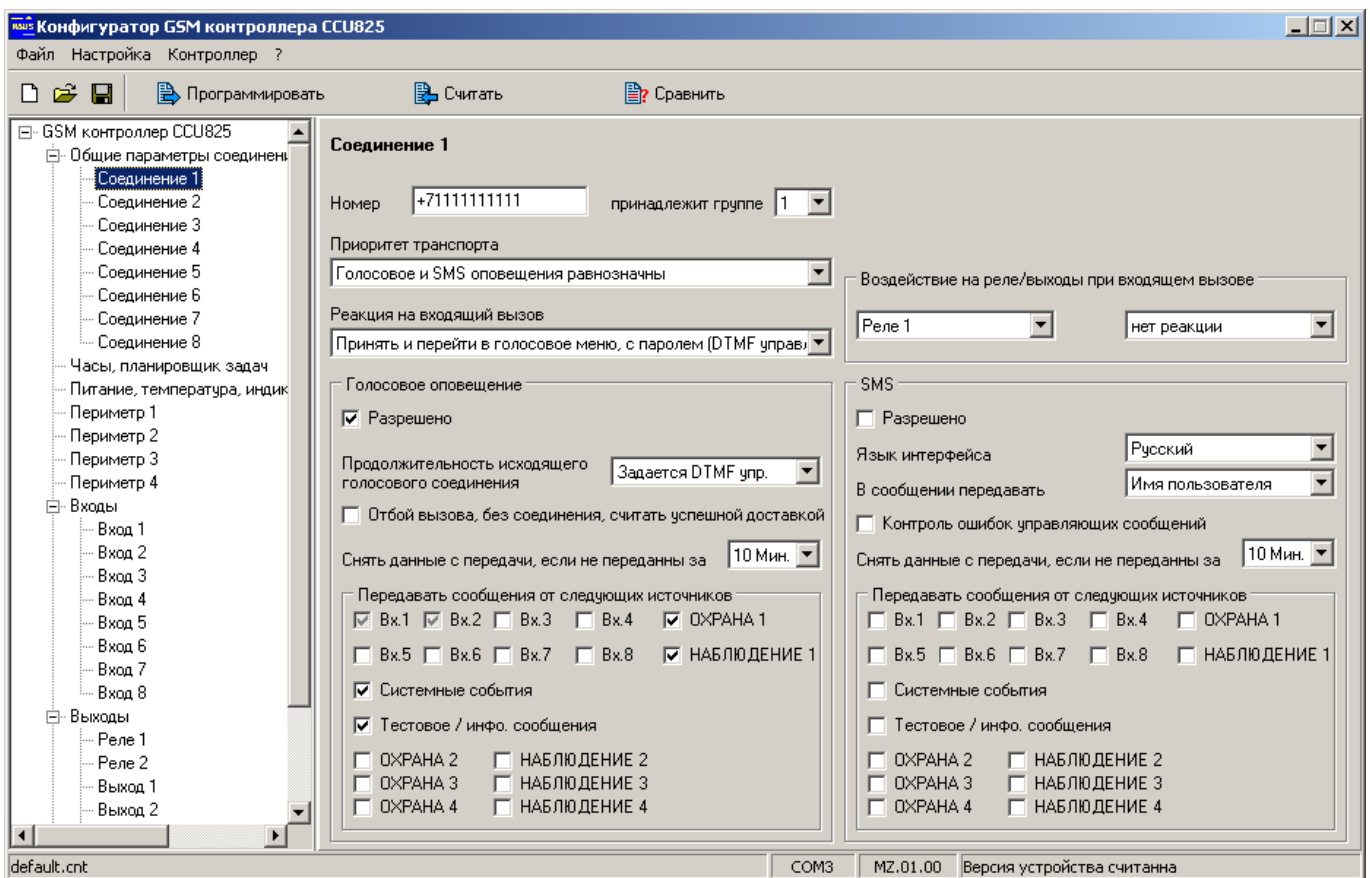 Конфигуратор GSM контроллера CCU825
Файл Настройка Контроллер ?
Программировать Считать Сравнить
GSM контроллер CCU825
Общие параметры соединени
Соединение 1
Соединение 2
Соединение 3
Соединение 4
Соединение 5
Соединение 6
Соединение 7
Соединение 8
Часы, планировщик задач
Питание, температура, индик
Периметр 1
Периметр 2
Периметр 3
Периметр 4
Входы
Вход 1
Вход 2
Вход 3
Вход 4
Вход 5
Вход 6
Вход 7
Вход 8
Выходы
Реле 1
Реле 2
Выход 1
Выход 2
Соединение 1
Номер +71111111111 принадлежит группе 1
Приоритет транспорта
Голосовое и SMS оповещения равнозначны
Реакция на входящий вызов
Принять и перейти в голосовое меню, с паролем (DTMF управл
Воздействие на реле/выходы при входящем вызове
Реле 1 нет реакции
Голосовое оповещение
Разрешено
Продолжительность исходящего
голосового соединения
Задается DTMF упр.
Отбой вызова, без соединения, считать успешной доставкой
Снять данные с передачи, если не переданны за 10 Мин.
Передавать сообщения от следующих источников
Вх.1 Вх.2 Вх.3 Вх.4 ОХРАНА 1
Вх.5 Вх.6 Вх.7 Вх.8 НАБЛЮДЕНИЕ 1
Системные события
Тестовое / инфо. сообщения
ОХРАНА 2 НАБЛЮДЕНИЕ 2
ОХРАНА 3 НАБЛЮДЕНИЕ 3
ОХРАНА 4 НАБЛЮДЕНИЕ 4
SMS
Разрешено
Язык интерфейса Русский
В сообщении передавать Имя пользователя
Контроль ошибок управляющих сообщений
Снять данные с передачи, если не переданны за 10 Мин.
Передавать сообщения от следующих источников
Вх.1 Вх.2 Вх.3 Вх.4 ОХРАНА 1
Вх.5 Вх.6 Вх.7 Вх.8 НАБЛЮДЕНИЕ 1
Системные события
Тестовое / инфо. сообщения
ОХРАНА 2 НАБЛЮДЕНИЕ 2
ОХРАНА 3 НАБЛЮДЕНИЕ 3
ОХРАНА 4 НАБЛЮДЕНИЕ 4
default.cnt COM3 MZ.01.00 Версия устройства считанна